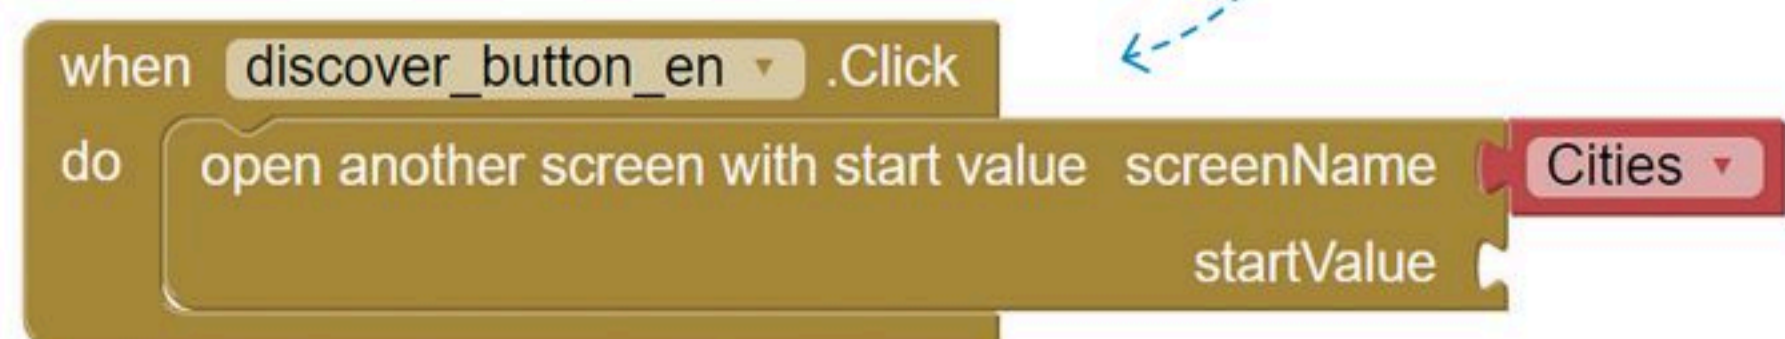 when discover_button_en .Click
do open another screen with start value screenName Cities
startValue